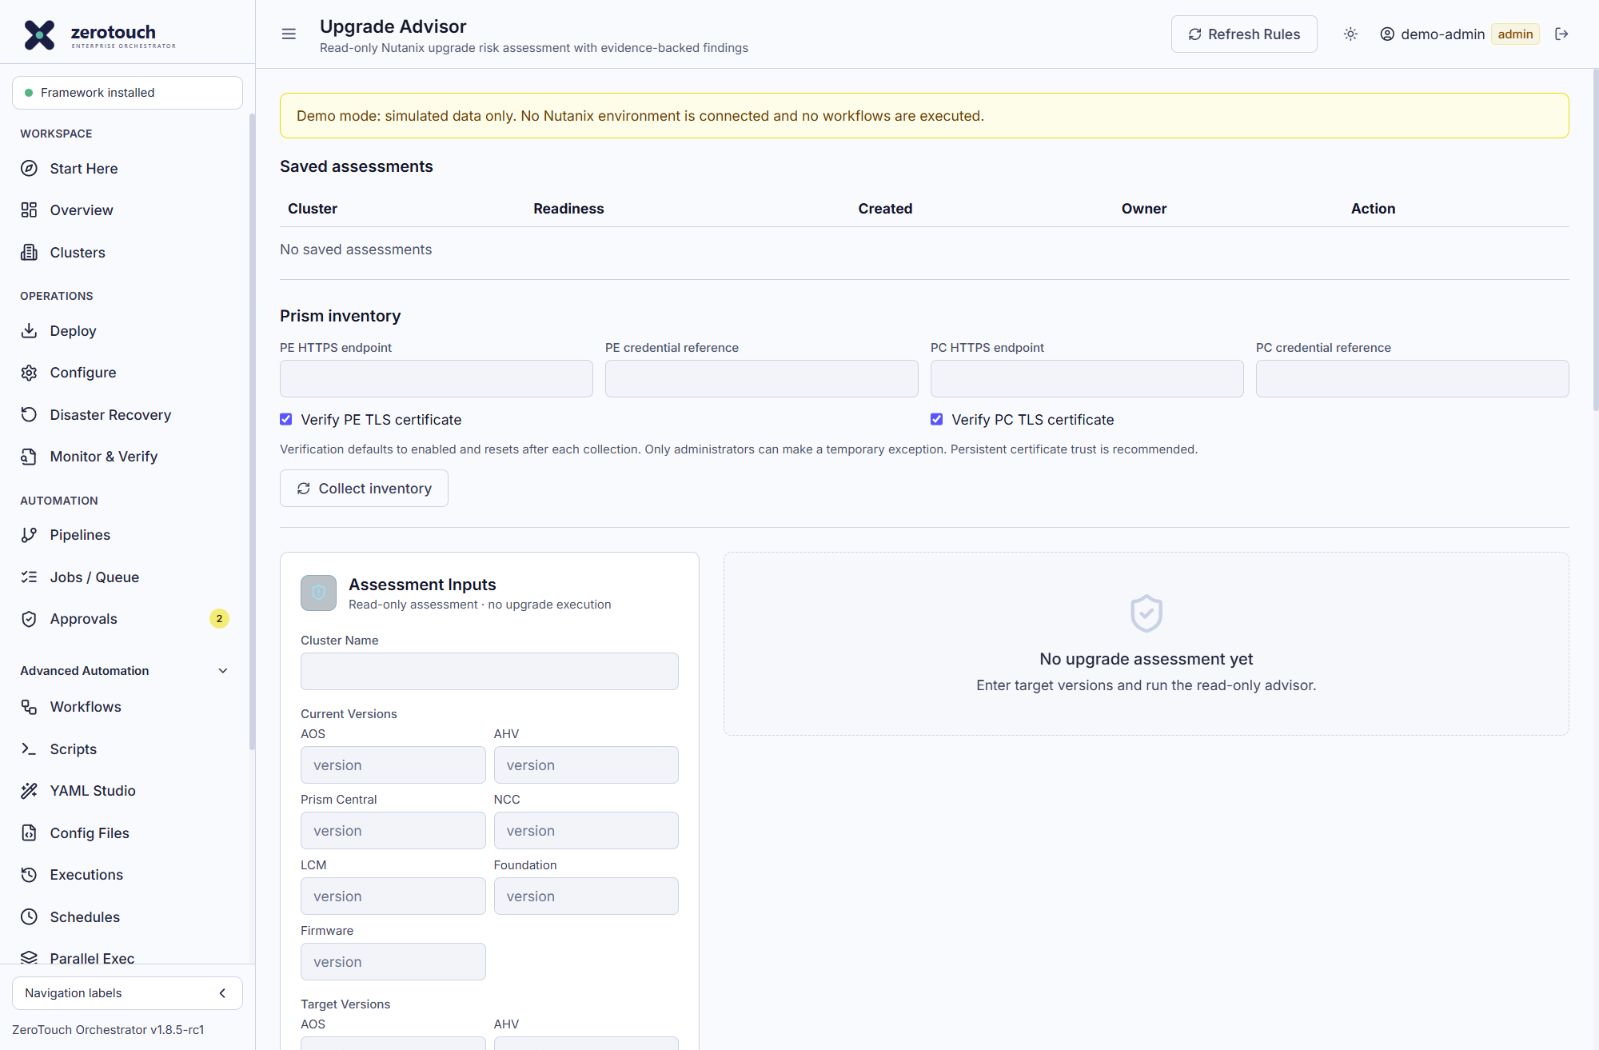 zerotouch
ENTERPRISE ORCHESTRATOR
Framework installed
WORKSPACE
Start Here
Overview
Clusters
OPERATIONS
Deploy
Configure
Disaster Recovery
Monitor & Verify
AUTOMATION
Pipelines
Jobs / Queue
Approvals
2
Advanced Automation
Workflows
Scripts
YAML Studio
Config Files
Executions
Schedules
Parallel Exec
Navigation labels
ZeroTouch Orchestrator v1.8.5-rc1
Upgrade Advisor
Read-only Nutanix upgrade risk assessment with evidence-backed findings
Refresh Rules
demo-admin
admin
Demo mode: simulated data only. No Nutanix environment is connected and no workflows are executed.
Saved assessments
Cluster Readiness Created Owner Action
No saved assessments
Prism inventory
PE HTTPS endpoint PE credential reference PC HTTPS endpoint PC credential reference
Verify PE TLS certificate Verify PC TLS certificate
Verification defaults to enabled and resets after each collection. Only administrators can make a temporary exception. Persistent certificate trust is recommended.
Collect inventory
Assessment Inputs
Read-only assessment · no upgrade execution
Cluster Name
Current Versions
AOS AHV
version version
Prism Central NCC
version version
LCM Foundation
version version
Firmware
version
Target Versions
AOS AHV
No upgrade assessment yet
Enter target versions and run the read-only advisor.